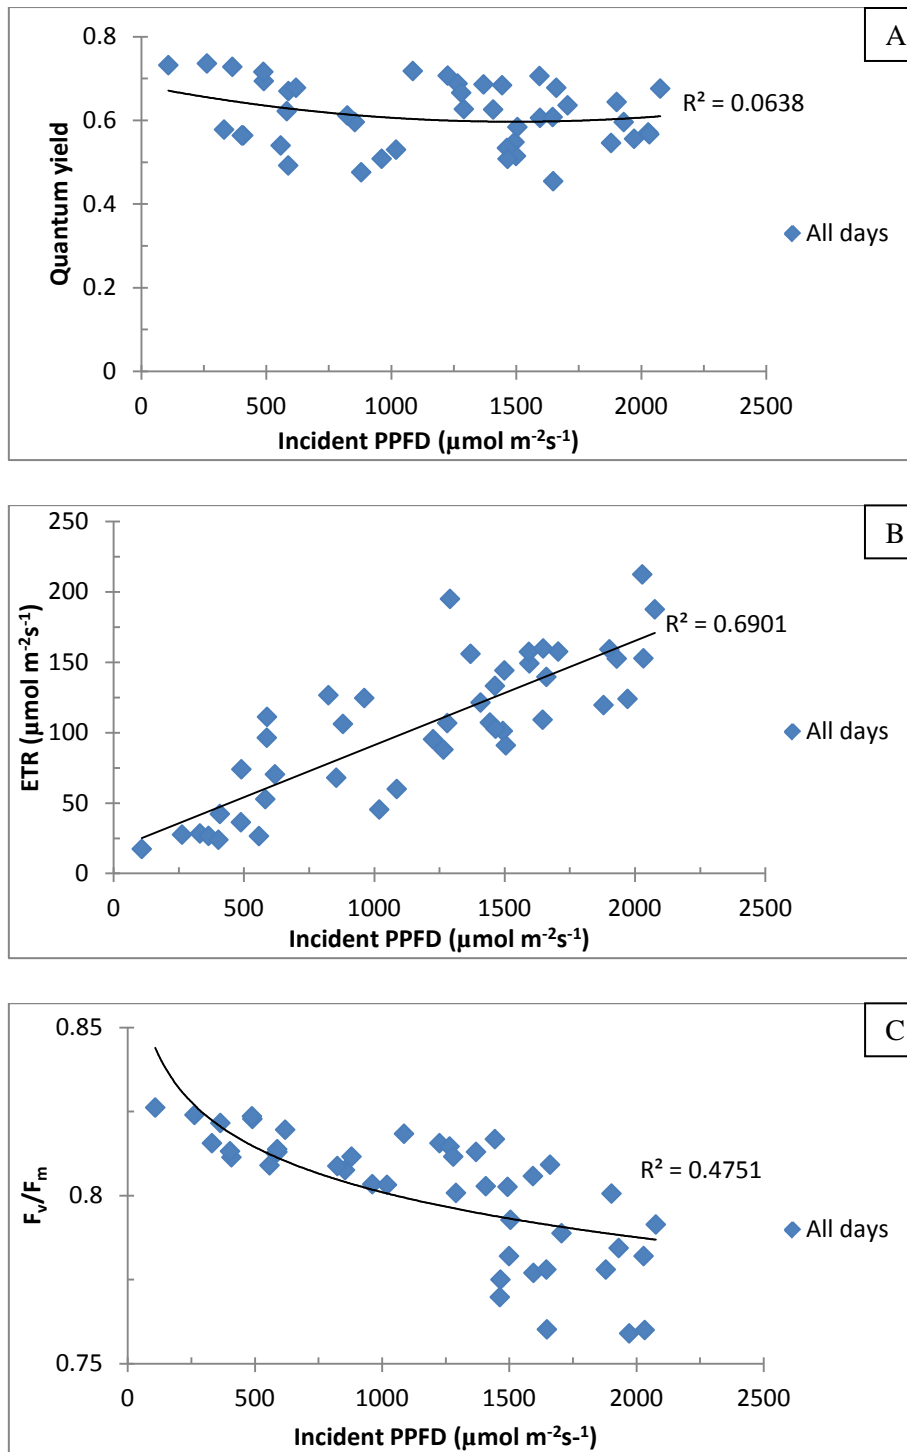 A
0.8
R² = 0.0638
0.6
0.4
Quantum yield
All days
0.2
0
0 500 1000 1500 2000 2500
Incident PPFD (µmol m⁻²s⁻¹)
B
250
200
R² = 0.6901
150
ETR (µmol m⁻²s⁻¹)
100
All days
50
0
0 500 1000 1500 2000 2500
Incident PPFD (µmol m⁻²s⁻¹)
C
0.85
R² = 0.4751
0.8
Fᵥ/Fₘ
All days
0.75
0 500 1000 1500 2000 2500
Incident PPFD (µmol m⁻²s-¹)